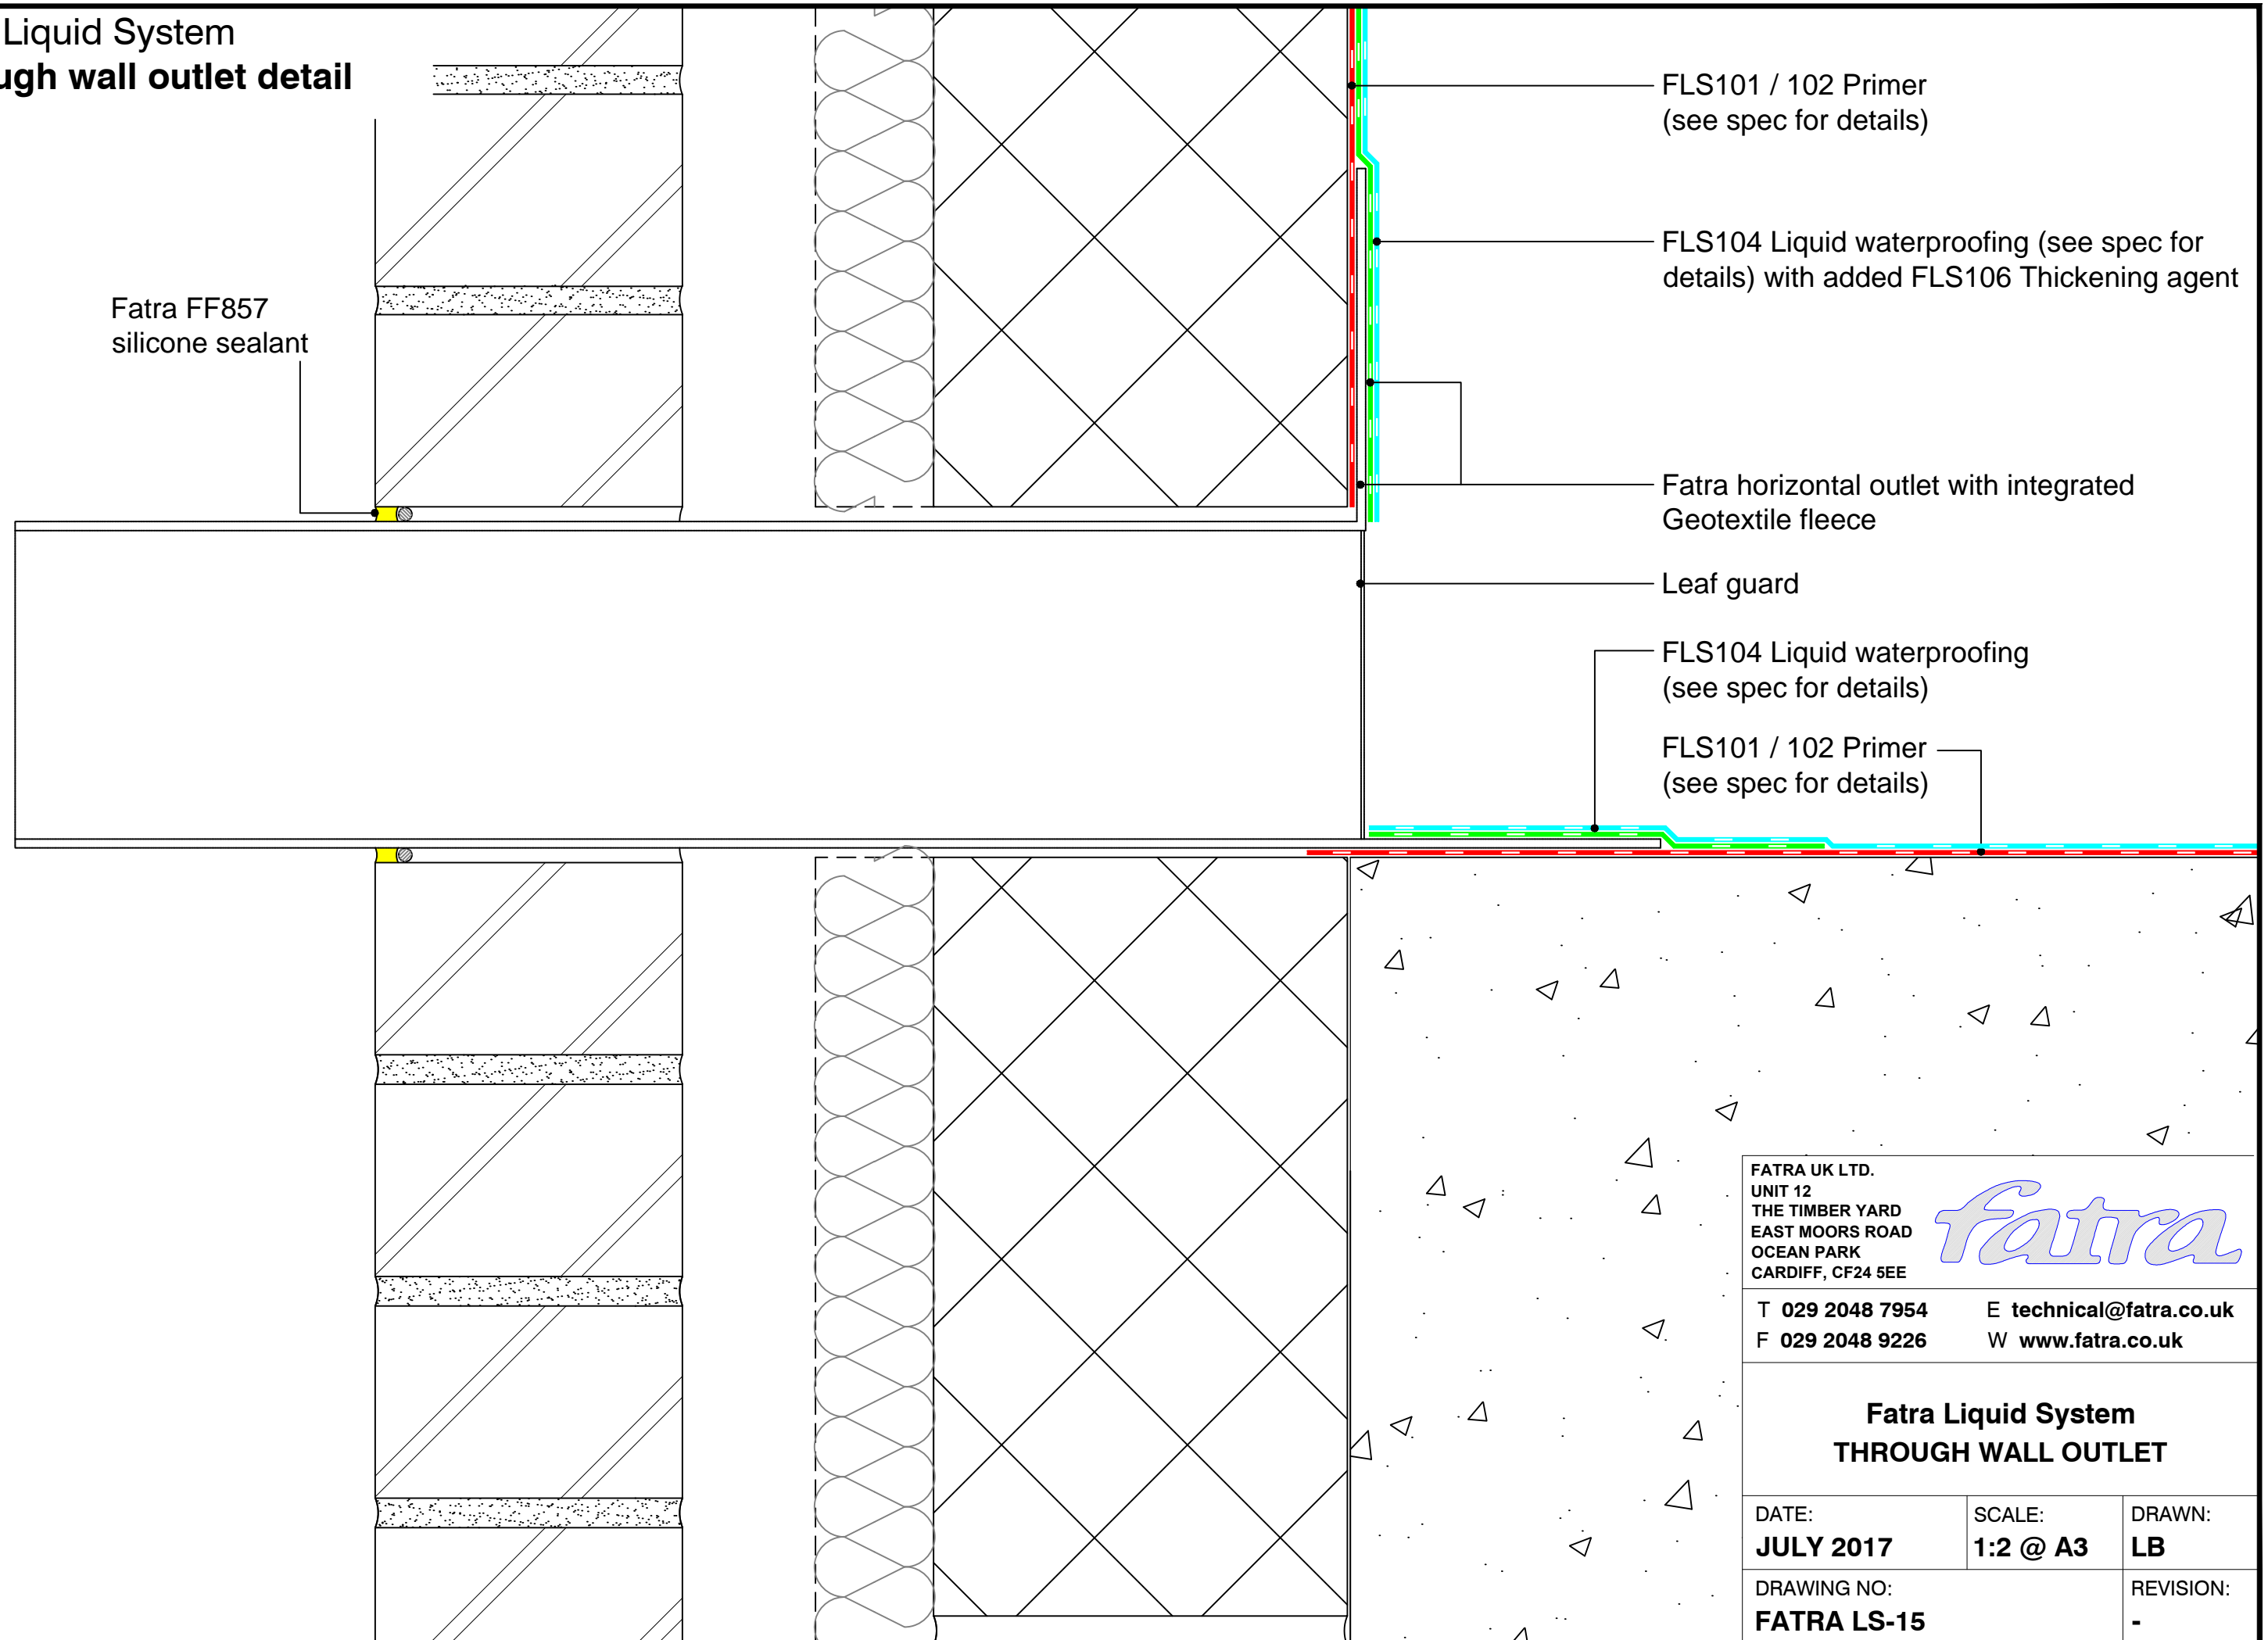 Liquid System
ugh wall outlet detail
FLS101 / 102 Primer
(see spec for details)
FLS104 Liquid waterproofing (see spec for
details) with added FLS106 Thickening agent
Fatra FF857
silicone sealant
Fatra horizontal outlet with integrated
Geotextile fleece
Leaf guard
FLS104 Liquid waterproofing
(see spec for details)
FLS101 / 102 Primer
(see spec for details)
FATRA UK LTD.
UNIT 12
THE TIMBER YARD
EAST MOORS ROAD
OCEAN PARK
CARDIFF, CF24 5EE
fatra
T 029 2048 7954 E technical@fatra.co.uk
F 029 2048 9226 W www.fatra.co.uk
Fatra Liquid System
THROUGH WALL OUTLET
DATE: SCALE: DRAWN:
JULY 2017 1:2 @ A3 LB
DRAWING NO: REVISION:
FATRA LS-15 -